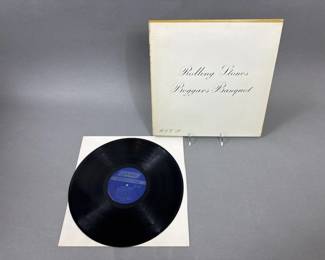 Rolling Stones
Beggars Banquet
R.S.V.P.